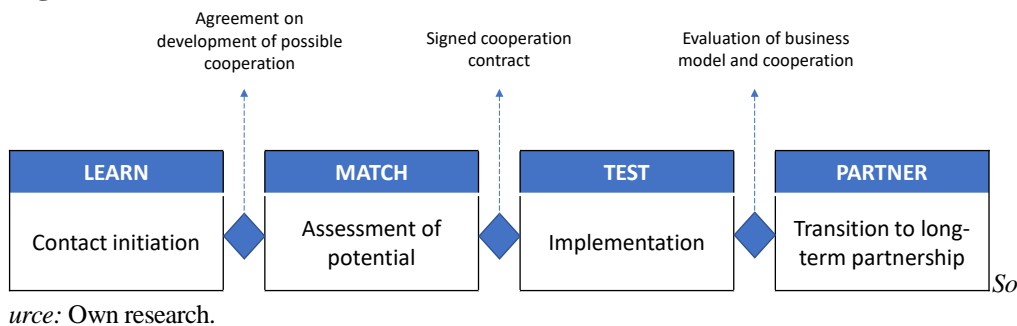 Agreement on
development of possible
cooperation
Signed cooperation
contract
Evaluation of business
model and cooperation
LEARN
MATCH
TEST
PARTNER
Contact initiation
Assessment of
potential
Implementation
Transition to long-
term partnership
So
urce: Own research.